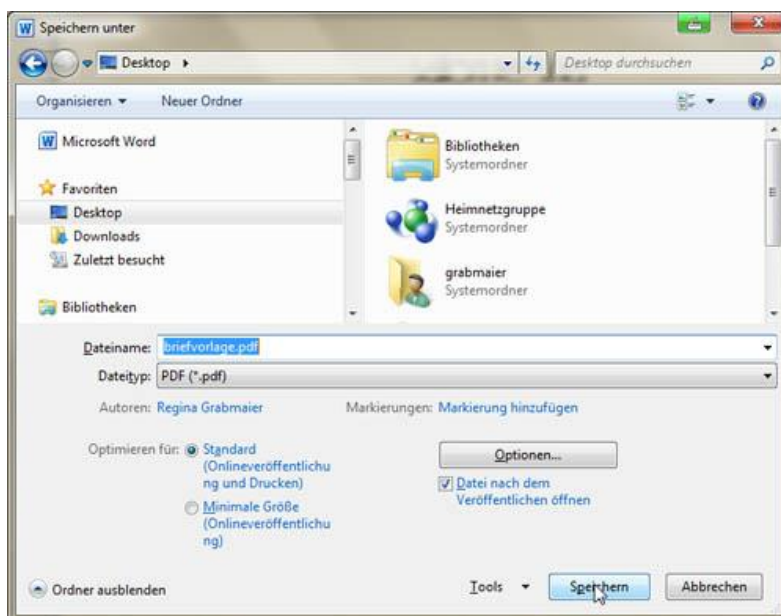 Speichern unter
Desktop
Desktop durchsuchen
Organisieren
Neuer Ordner
Microsoft Word
Favoriten
Desktop
Downloads
Zuletzt besucht
Bibliotheken
Bibliotheken
Systemordner
Heimnetzgruppe
Systemordner
grabmaier
Systemordner
Dateiname: briefvorlage.pdf
Dateityp: PDF (*.pdf)
Autoren: Regina Grabmaier
Markierungen: Markierung hinzufügen
Optimieren für:
Standard
(Onlineveröffentlichu
ng und Drucken)
Minimale Größe
(Onlineveröffentlichu
ng)
Optionen...
Datei nach dem
Veröffentlichen öffnen
Ordner ausblenden
Tools
Speichern
Abbrechen